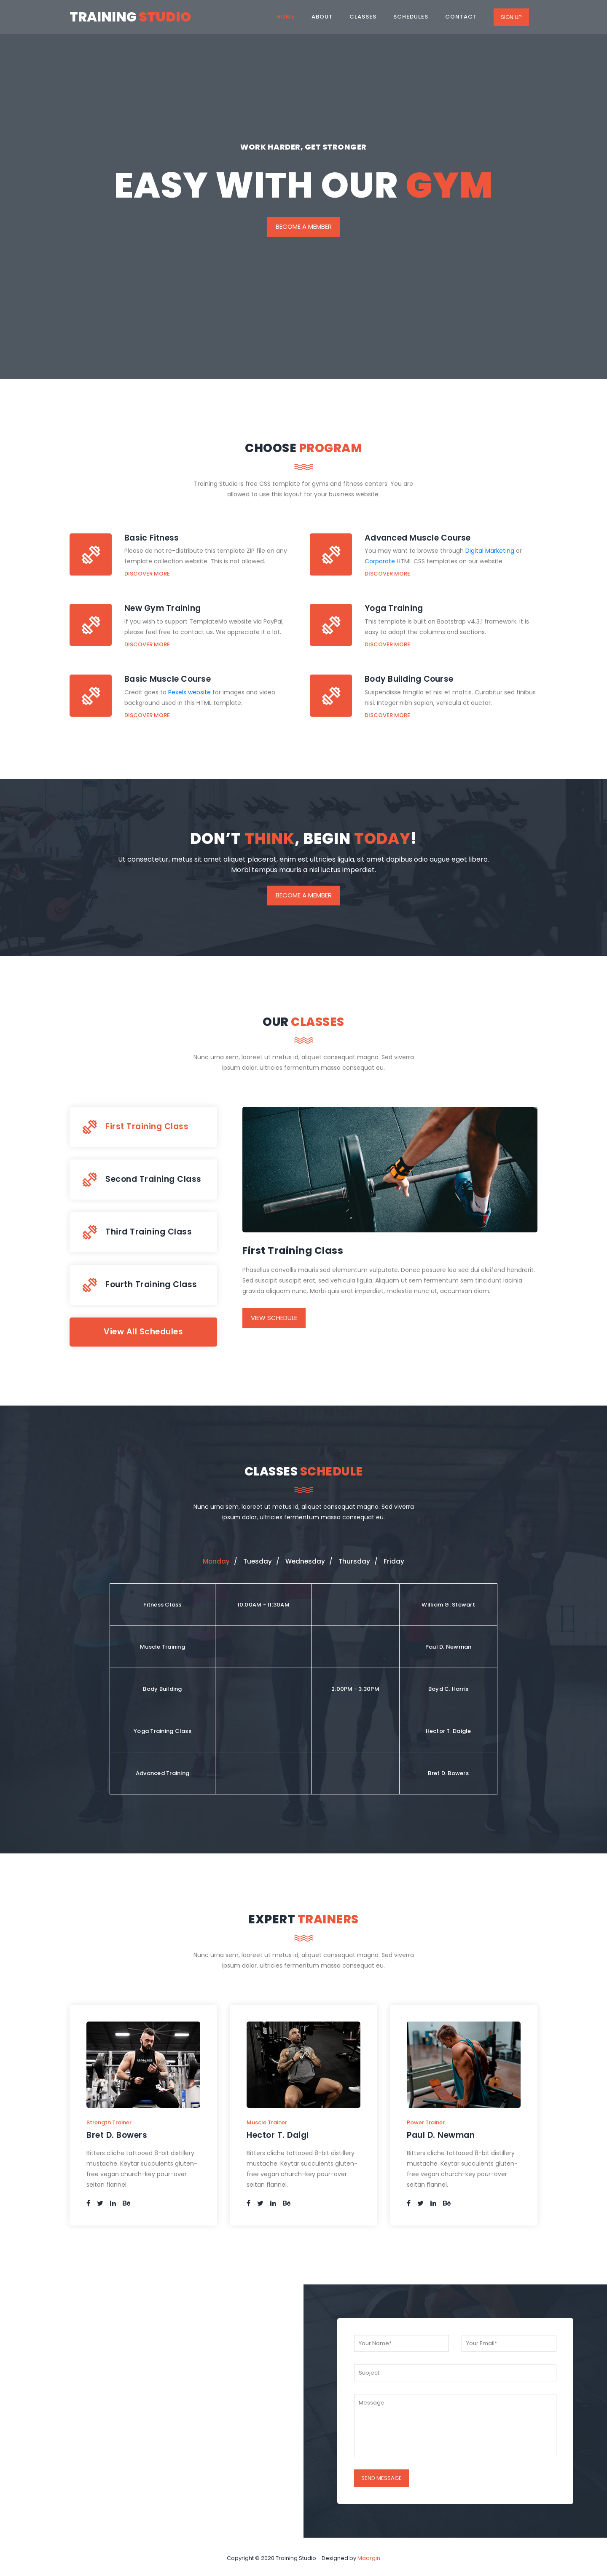 TRAINING STUDIO
HOME ABOUT CLASSES SCHEDULES CONTACT SIGN UP
WORK HARDER, GET STRONGER
EASY WITH OUR GYM
BECOME A MEMBER
CHOOSE PROGRAM
Training Studio is free CSS template for gyms and fitness centers. You are
allowed to use this layout for your business website.
Basic Fitness
Please do not re-distribute this template ZIP file on any
template collection website. This is not allowed.
DISCOVER MORE
Advanced Muscle Course
You may want to browse through Digital Marketing or
Corporate HTML CSS templates on our website.
DISCOVER MORE
New Gym Training
If you wish to support TemplateMo website via PayPal,
please feel free to contact us. We appreciate it a lot.
DISCOVER MORE
Yoga Training
This template is built on Bootstrap v4.3.1 framework. It is
easy to adapt the columns and sections.
DISCOVER MORE
Basic Muscle Course
Credit goes to Pexels website for images and video
background used in this HTML template.
DISCOVER MORE
Body Building Course
Suspendisse fringilla et nisi et mattis. Curabitur sed finibus
nisi. Integer nibh sapien, vehicula et auctor.
DISCOVER MORE
DON'T THINK, BEGIN TODAY!
Ut consectetur, metus sit amet aliquet placerat, enim est ultricies ligula, sit amet dapibus odio augue eget libero.
Morbi tempus mauris a nisi luctus imperdiet.
BECOME A MEMBER
OUR CLASSES
Nunc urna sem, laoreet ut metus id, aliquet consequat magna. Sed viverra
ipsum dolor, ultricies fermentum massa consequat eu.
First Training Class
Second Training Class
Third Training Class
Fourth Training Class
View All Schedules
First Training Class
Phasellus convallis mauris sed elementum vulputate. Donec posuere leo sed dui eleifend hendrerit.
Sed suscipit suscipit erat, sed vehicula ligula. Aliquam ut sem fermentum sem tincidunt lacinia
gravida aliquam nunc. Morbi quis erat imperdiet, molestie nunc ut, accumsan diam.
VIEW SCHEDULE
CLASSES SCHEDULE
Nunc urna sem, laoreet ut metus id, aliquet consequat magna. Sed viverra
ipsum dolor, ultricies fermentum massa consequat eu.
Monday / Tuesday / Wednesday / Thursday / Friday
Fitness Class 10:00AM - 11:30AM William G. Stewart
Muscle Training Paul D. Newman
Body Building 2:00PM - 3:30PM Boyd C. Harris
Yoga Training Class Hector T. Daigle
Advanced Training Bret D. Bowers
EXPERT TRAINERS
Nunc urna sem, laoreet ut metus id, aliquet consequat magna. Sed viverra
ipsum dolor, ultricies fermentum massa consequat eu.
Strength Trainer
Bret D. Bowers
Bitters cliche tattooed 8-bit distillery
mustache. Keytar succulents gluten-
free vegan church-key pour-over
seitan flannel.
Muscle Trainer
Hector T. Daigl
Bitters cliche tattooed 8-bit distillery
mustache. Keytar succulents gluten-
free vegan church-key pour-over
seitan flannel.
Power Trainer
Paul D. Newman
Bitters cliche tattooed 8-bit distillery
mustache. Keytar succulents gluten-
free vegan church-key pour-over
seitan flannel.
Your Name*
Your Email*
Subject
Message
SEND MESSAGE
Copyright © 2020 Training Studio - Designed by Moargin